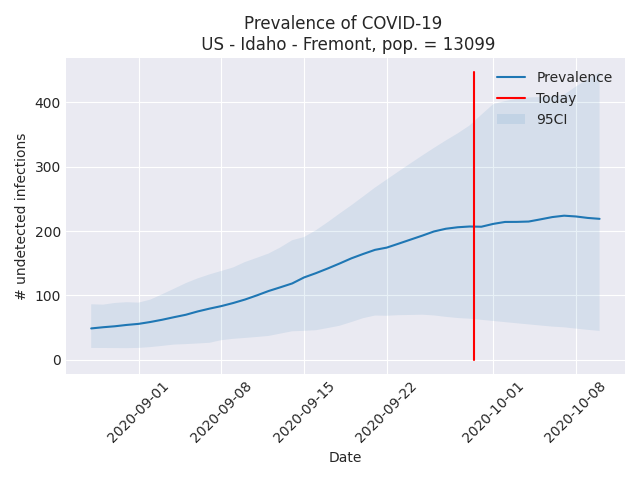 Prevalence of COVID-19
US - Idaho - Fremont, pop. = 13099
Prevalence
Today
95CI
# undetected infections
400
300
200
100
0
2020-09-01
2020-09-08
2020-09-15
2020-09-22
2020-10-01
2020-10-08
Date